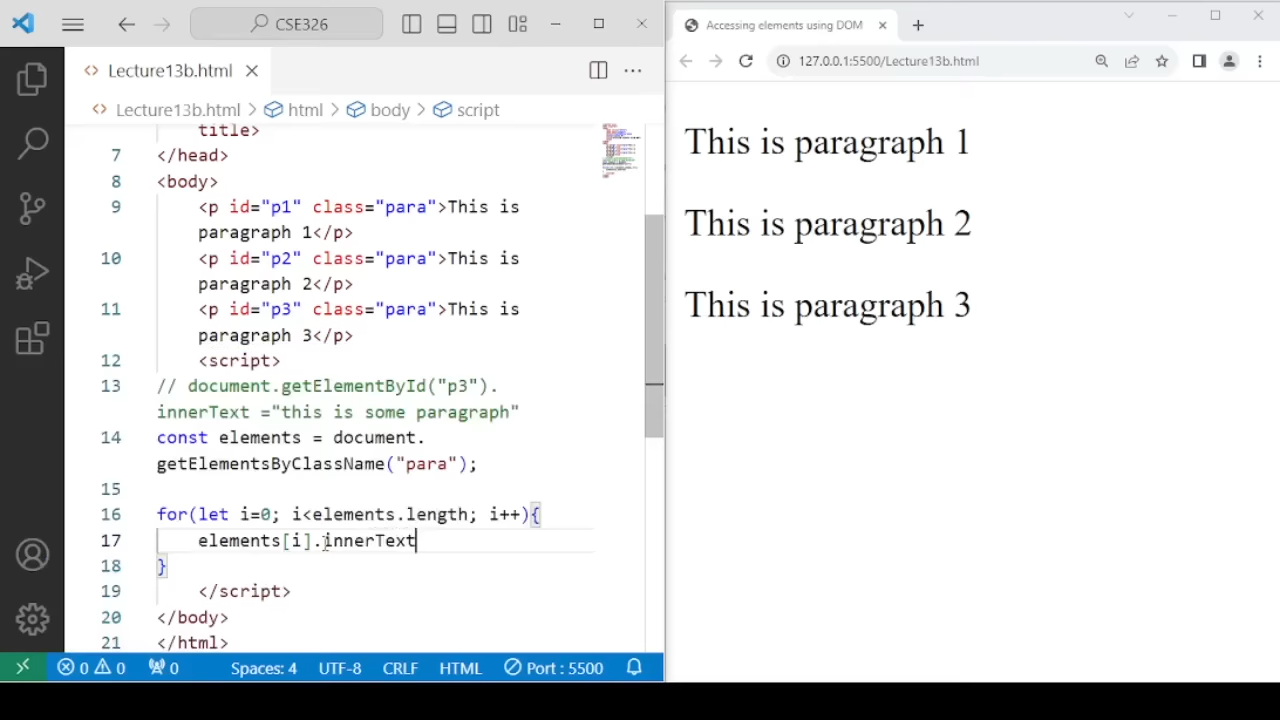 CSE326
Lecture13b.html
Lecture13b.html > html > body > script
title>
7 </head>
8 <body>
9 <p id="p1" class="para">This is
paragraph 1</p>
10 <p id="p2" class="para">This is
paragraph 2</p>
11 <p id="p3" class="para">This is
paragraph 3</p>
12 <script>
13 // document.getElementById("p3").
innerText ="this is some paragraph"
14 const elements = document.
getElementsByClassName("para");
15
16 for(let i=0; i<elements.length; i++){
17 elements[i].innerText
18 }
19 </script>
20 </body>
21 </html>
0 0 0 Spaces: 4 UTF-8 CRLF HTML Port : 5500
Accessing elements using DOM
127.0.0.1:5500/Lecture13b.html
This is paragraph 1
This is paragraph 2
This is paragraph 3